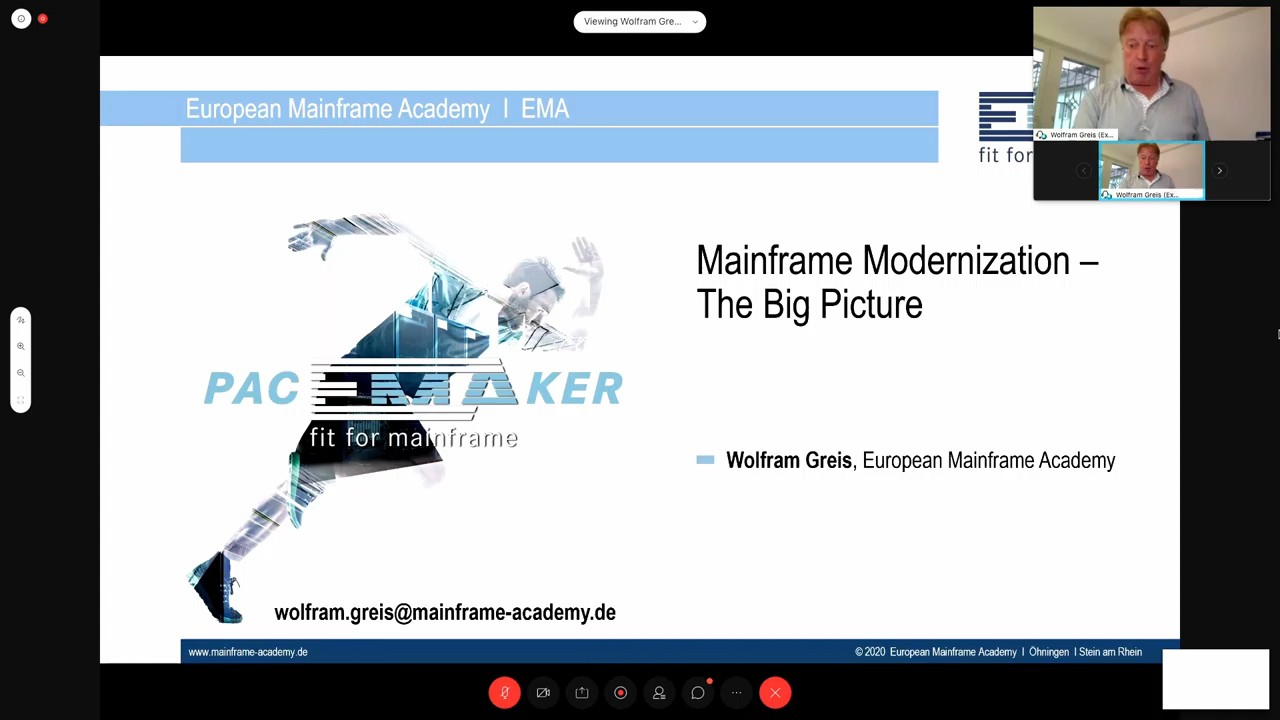 Viewing Wolfram Gre...
European Mainframe Academy I EMA
fit for
Wolfram Greis (Ex...
Wolfram Greis (Ex...
Mainframe Modernization –
The Big Picture
PACEMAKER
fit for mainframe
Wolfram Greis, European Mainframe Academy
wolfram.greis@mainframe-academy.de
www.mainframe-academy.de
© 2020 European Mainframe Academy I Öhningen I Stein am Rhein